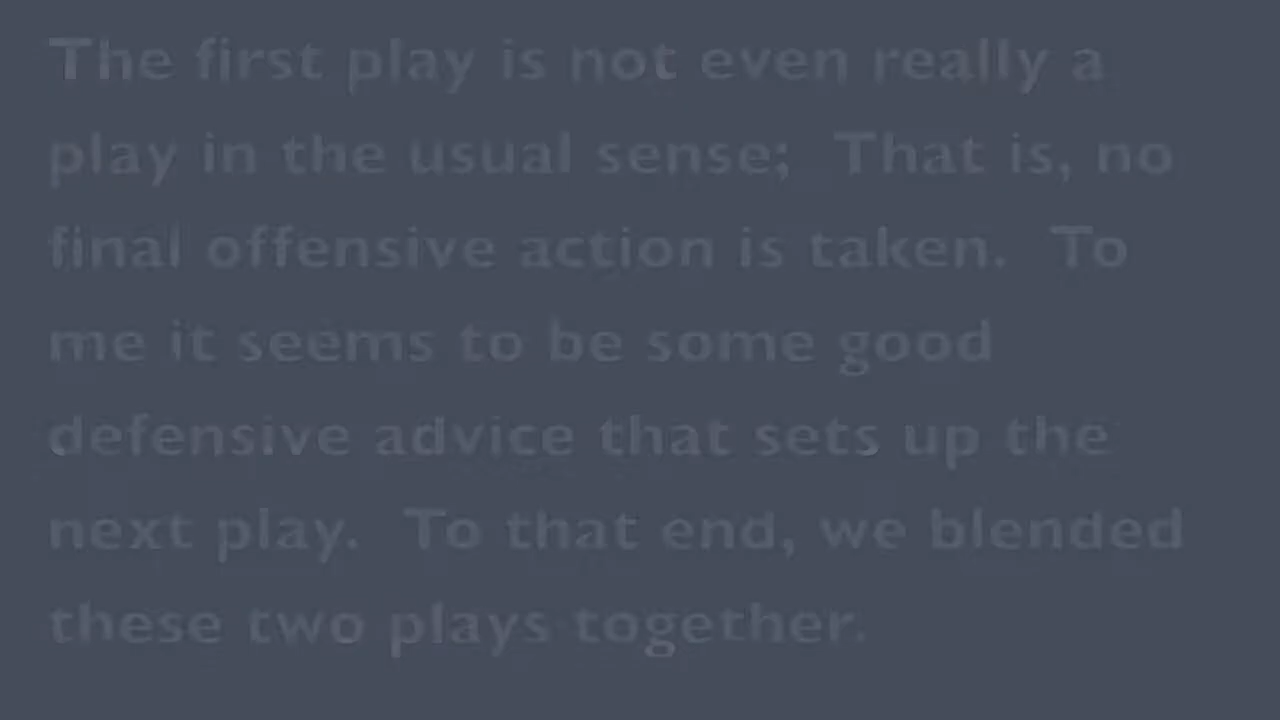 The first play is not even really a
play in the usual sense;  That is, no
final offensive action is taken.  To
me it seems to be some good
defensive advice that sets up the
next play.  To that end, we blended
these two plays together.